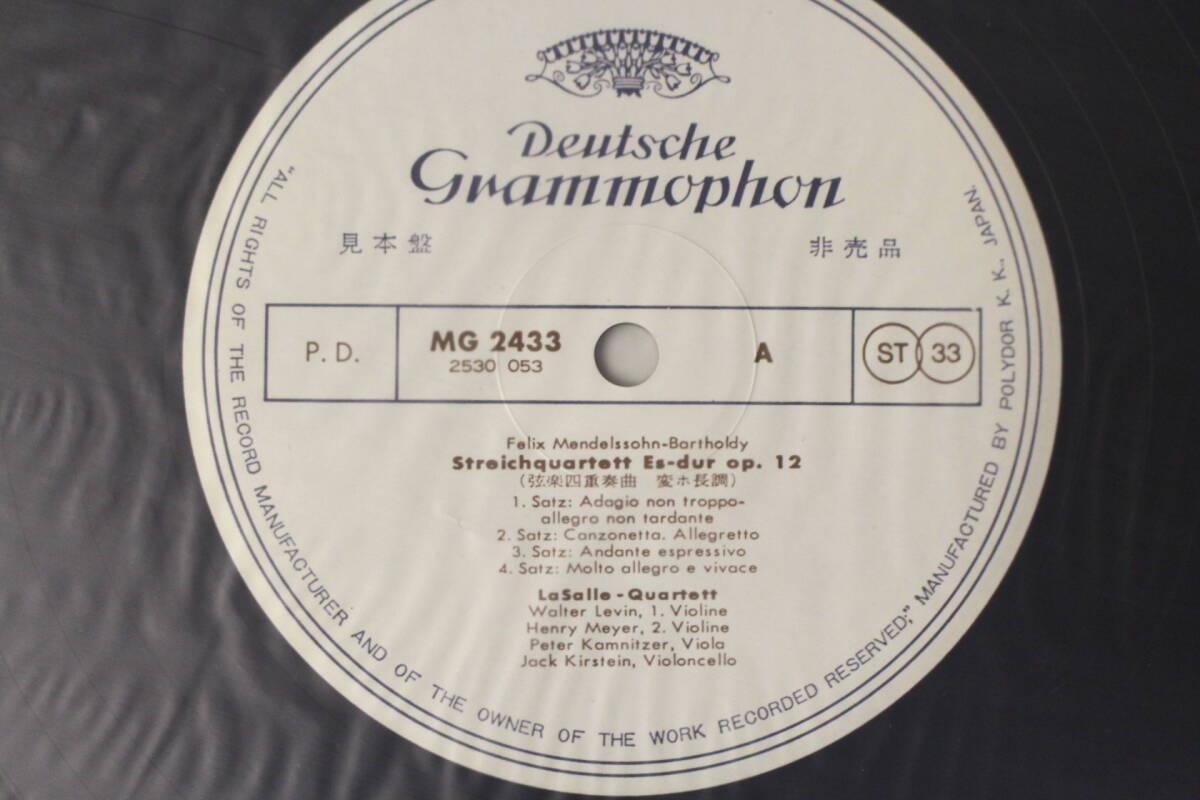 Deutsche
Grammophon
見本盤
非売品
P. D.
MG 2433
2530 053
A
ST 33
Felix Mendelssohn-Bartholdy
Streichquartett Es-dur op. 12
(弦楽四重奏曲 変ホ長調)
1. Satz: Adagio non troppo-
allegro non tardante
2. Satz: Canzonetta. Allegretto
3. Satz: Andante espressivo
4. Satz: Molto allegro e vivace
LaSalle-Quartett
Walter Levin, 1. Violine
Henry Meyer, 2. Violine
Peter Kamnitzer, Viola
Jack Kirstein, Violoncello
"ALL RIGHTS OF THE RECORD MANUFACTURER AND OF THE OWNER OF THE WORK RECORDED RESERVED;" MANUFACTURED BY POLYDOR K. K., JAPAN.